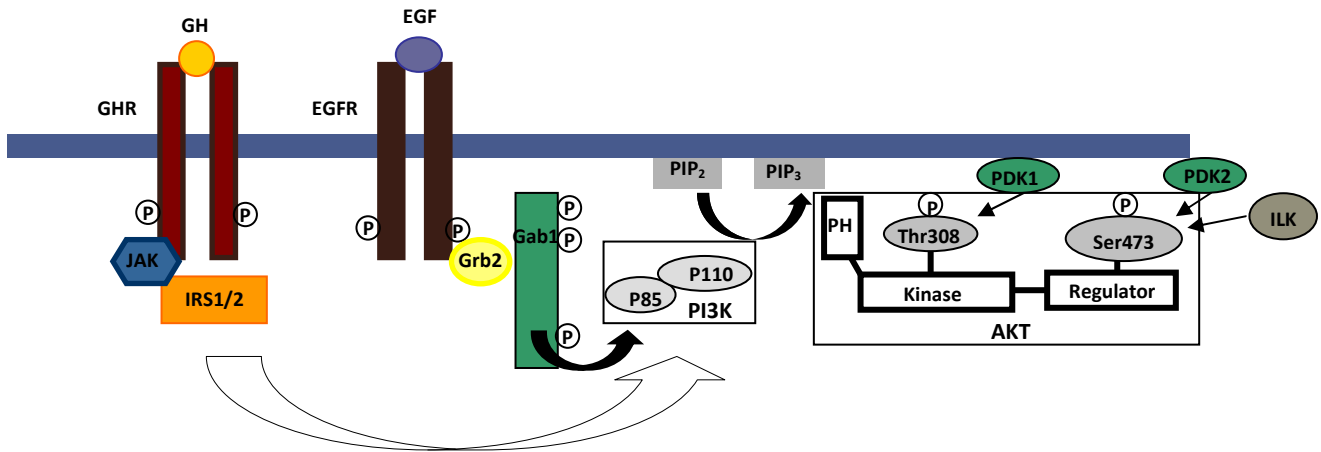 GH
EGF
GHR
EGFR
P
P
JAK
IRS1/2
P
P
Grb2
Gab1
P
P
P
P85
P110
PI3K
PIP₂
PIP₃
PDK1
PDK2
ILK
PH
P
Thr308
P
Ser473
Kinase
Regulator
AKT